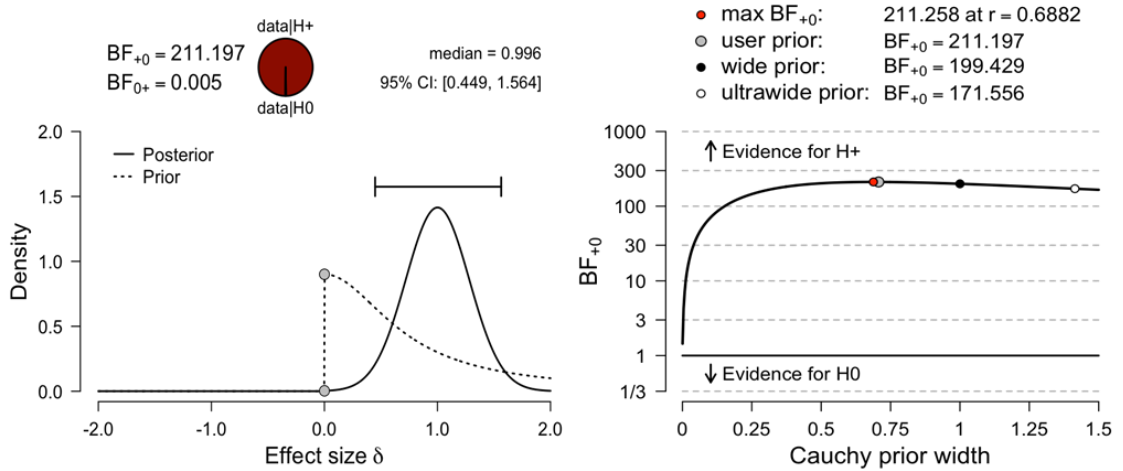 data|H+
BF+0 = 211.197
BF0+ = 0.005
data|H0
median = 0.996
95% CI: [0.449, 1.564]
Posterior
Prior
2.0
1.5
1.0
0.5
0.0
Density
-2.0 -1.0 0.0 1.0 2.0
Effect size δ
max BF+0: 211.258 at r = 0.6882
user prior: BF+0 = 211.197
wide prior: BF+0 = 199.429
ultrawide prior: BF+0 = 171.556
1000
300
100
30
10
3
1
1/3
BF+0
↑ Evidence for H+
↓ Evidence for H0
0 0.25 0.5 0.75 1 1.25 1.5
Cauchy prior width